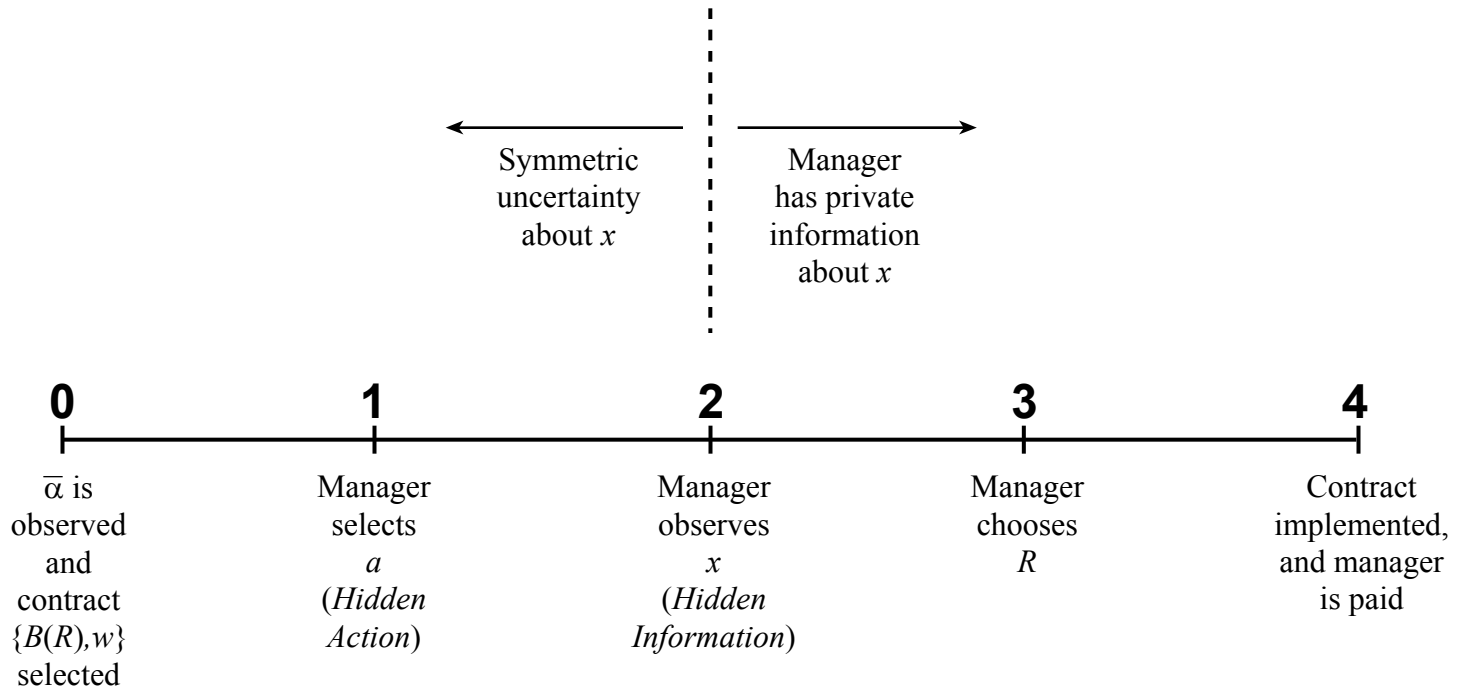 Symmetric
uncertainty
about x
Manager
has private
information
about x
0
1
2
3
4
ᾱ is
observed
and
contract
{B(R),w}
selected
Manager
selects
a
(Hidden
Action)
Manager
observes
x
(Hidden
Information)
Manager
chooses
R
Contract
implemented,
and manager
is paid